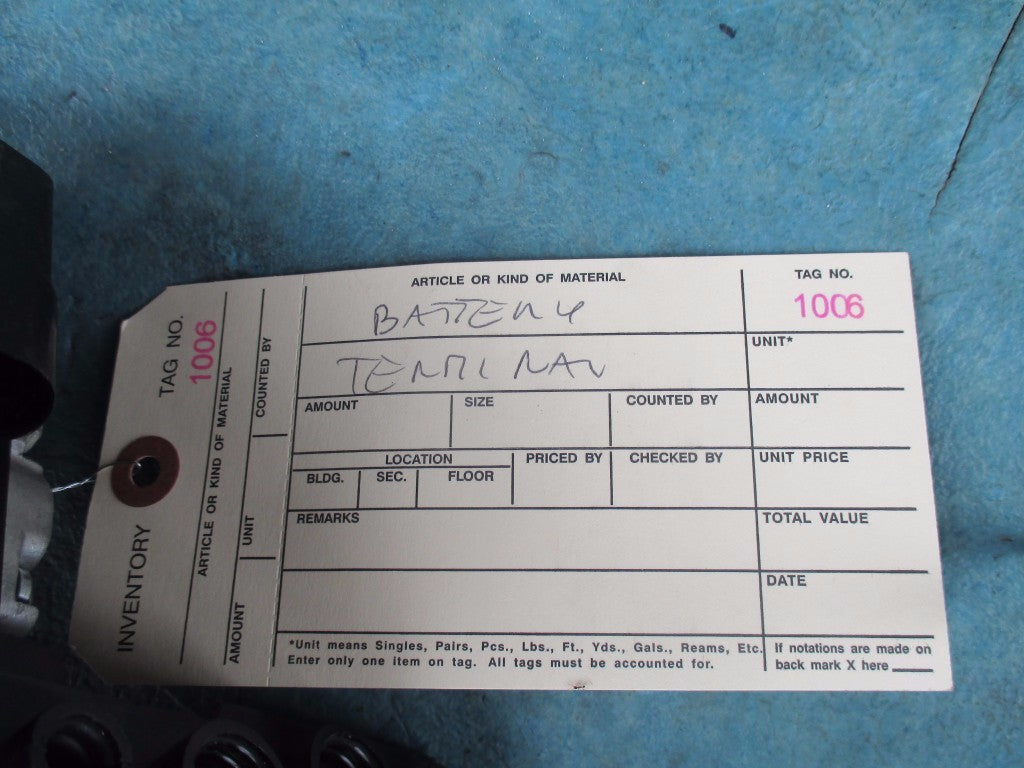 INVENTORY
TAG NO.
1006
ARTICLE OR KIND OF MATERIAL
AMOUNT
UNIT
COUNTED BY
ARTICLE OR KIND OF MATERIAL
BATTERY
TERMINAL
TAG NO.
1006
UNIT*
AMOUNT
SIZE
COUNTED BY
AMOUNT
LOCATION
BLDG.
SEC.
FLOOR
PRICED BY
CHECKED BY
UNIT PRICE
REMARKS
TOTAL VALUE
DATE
*Unit means Singles, Pairs, Pcs., Lbs., Ft., Yds., Gals., Reams, Etc.
Enter only one item on tag. All tags must be accounted for.
If notations are made on
back mark X here